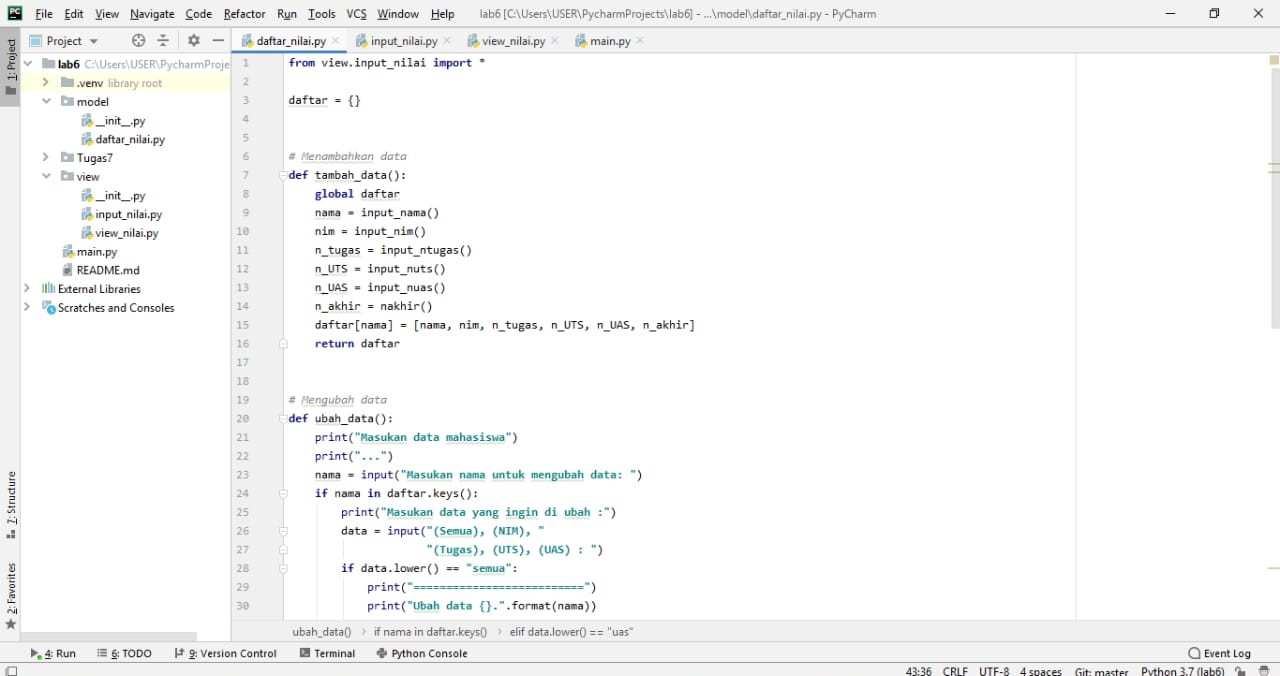 PC File Edit View Navigate Code Refactor Run Tools VCS Window Help lab6 [C:\Users\USER\PycharmProjects\lab6] - ...\model\daftar_nilai.py - PyCharm
Project
daftar_nilai.py input_nilai.py view_nilai.py main.py
1: Project
lab6 C:\Users\USER\PycharmProje
.venv library root
model
__init__.py
daftar_nilai.py
Tugas7
view
__init__.py
input_nilai.py
view_nilai.py
main.py
README.md
External Libraries
Scratches and Consoles
Z: Structure
2: Favorites
1 from view.input_nilai import *
2
3 daftar = {}
4
5
6 # Menambahkan data
7 def tambah_data():
8 global daftar
9 nama = input_nama()
10 nim = input_nim()
11 n_tugas = input_ntugas()
12 n_UTS = input_nuts()
13 n_UAS = input_nuas()
14 n_akhir = nakhir()
15 daftar[nama] = [nama, nim, n_tugas, n_UTS, n_UAS, n_akhir]
16 return daftar
17
18
19 # Mengubah data
20 def ubah_data():
21 print("Masukan data mahasiswa")
22 print("...")
23 nama = input("Masukan nama untuk mengubah data: ")
24 if nama in daftar.keys():
25 print("Masukan data yang ingin di ubah :")
26 data = input("(Semua), (NIM), "
27 "(Tugas), (UTS), (UAS) : ")
28 if data.lower() == "semua":
29 print("==========================")
30 print("Ubah data {}.".format(nama))
ubah_data() › if nama in daftar.keys() › elif data.lower() == "uas"
4: Run 6: TODO 9: Version Control Terminal Python Console Event Log
43:36 CRLF UTF-8 4 spaces Git: master Python 3.7 (lab6)